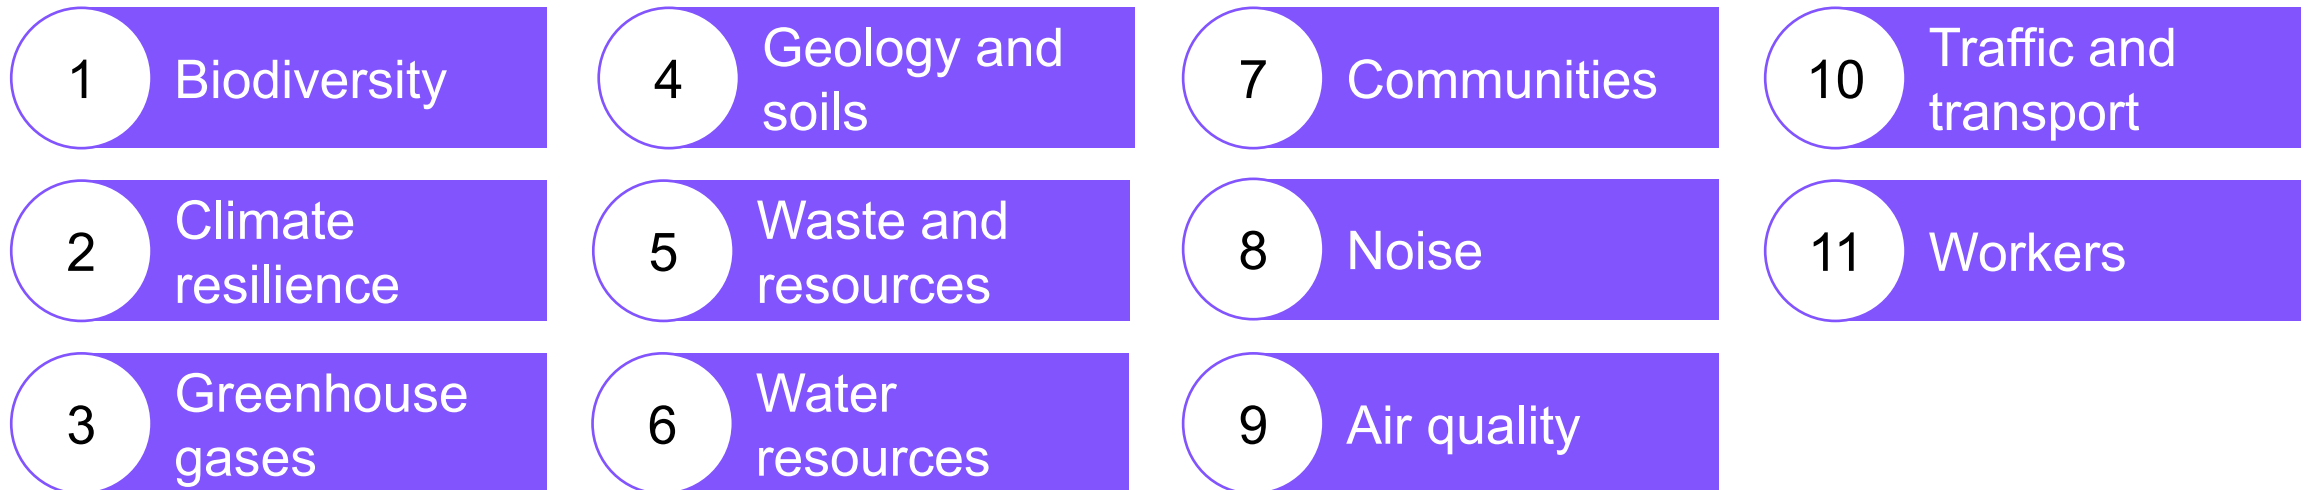 1
Biodiversity
2
Climate
resilience
3
Greenhouse
gases
4
Geology and
soils
5
Waste and
resources
6
Water
resources
7
Communities
8
Noise
9
Air quality
10
Traffic and
transport
11
Workers